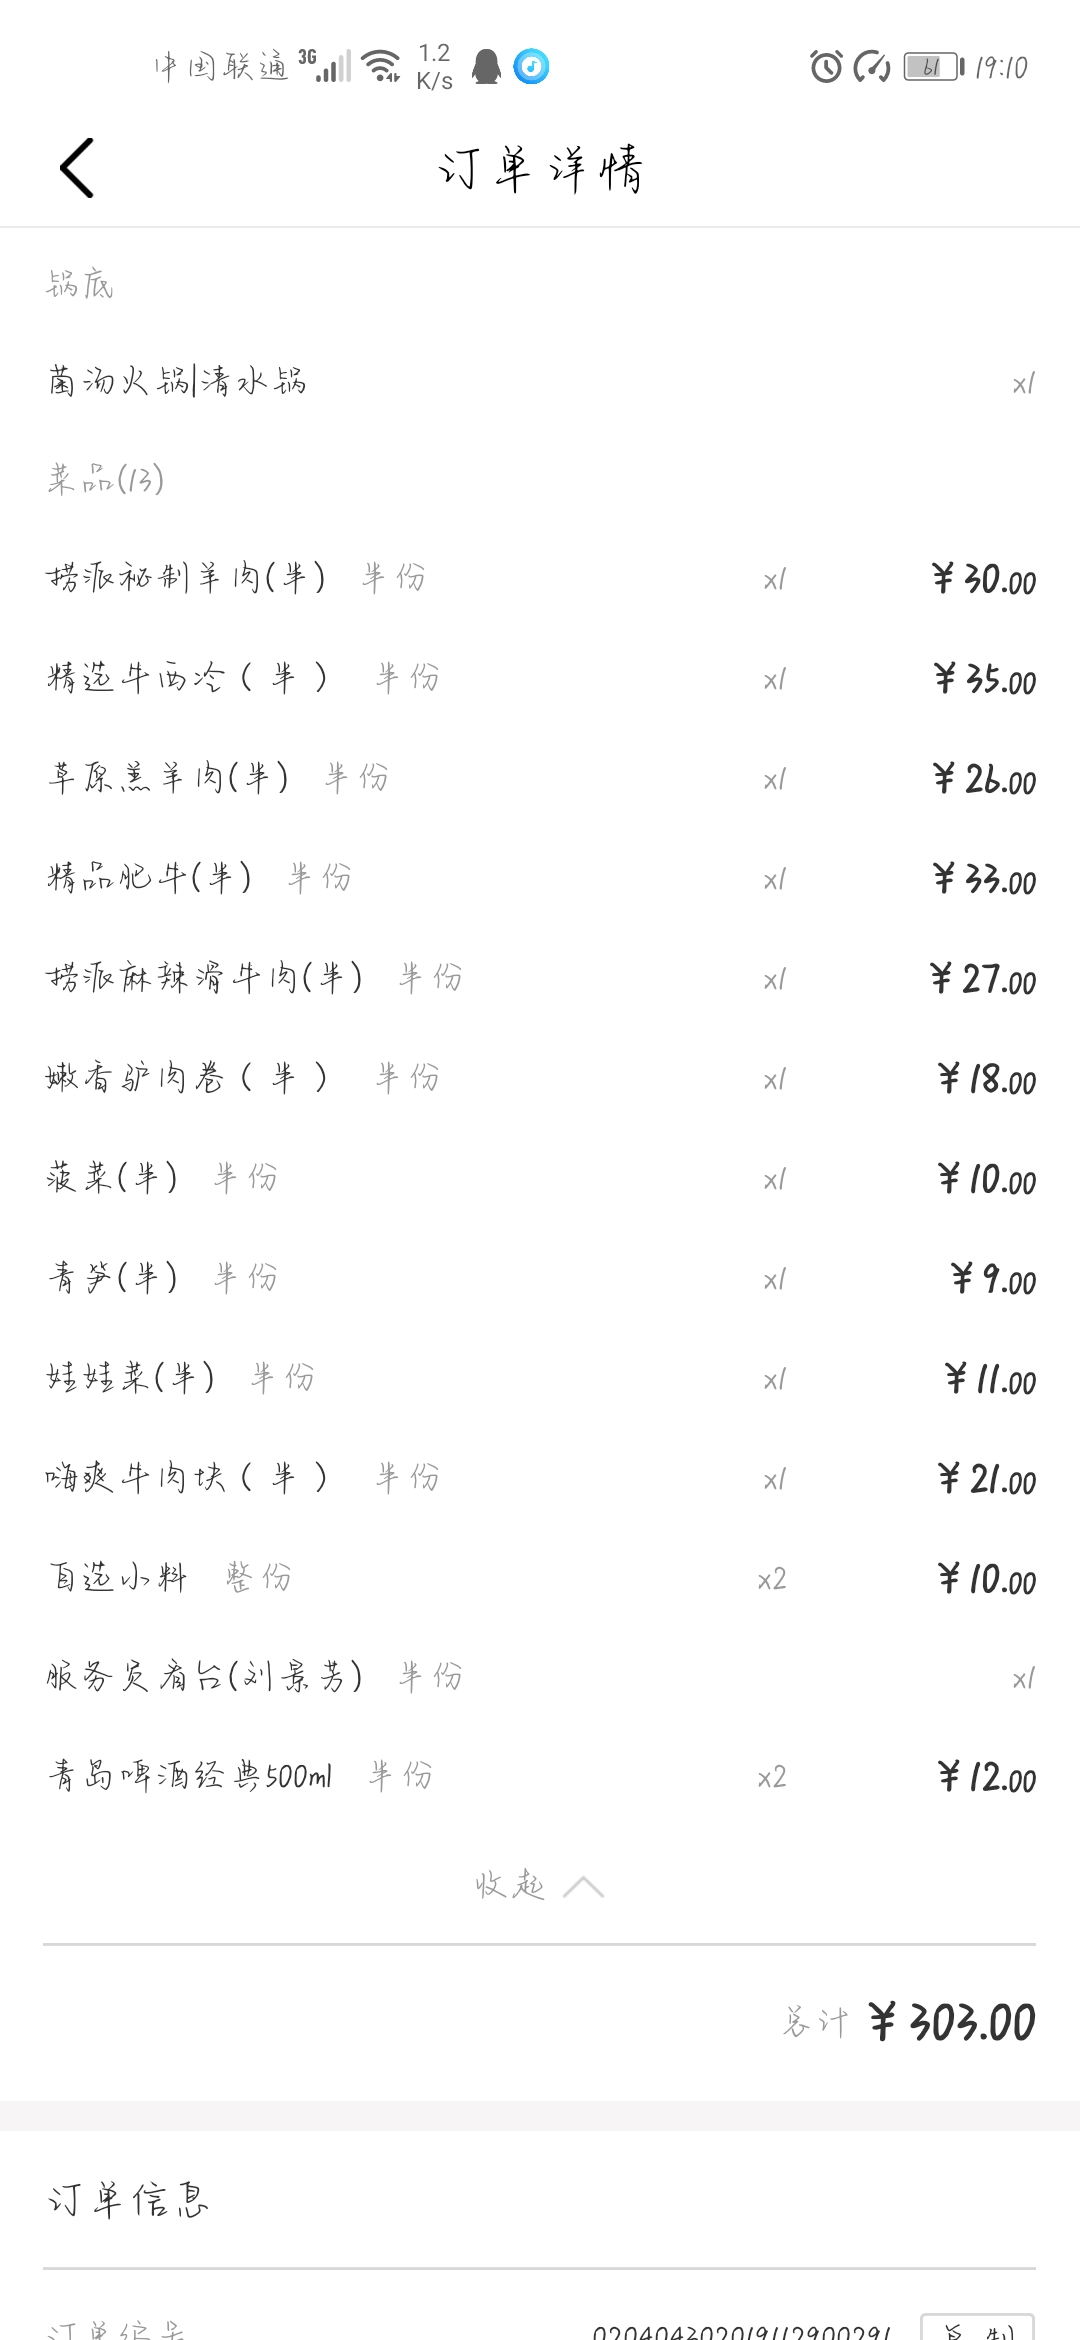 中国联通 3G 1.2 K/s 61 19:10
订单详情
锅底
菌汤火锅|清水锅 x1
菜品(13)
捞派秘制羊肉(半) 半份 x1 ¥30.00
精选牛西冷（半） 半份 x1 ¥35.00
草原羔羊肉(半) 半份 x1 ¥26.00
精品肥牛(半) 半份 x1 ¥33.00
捞派麻辣滑牛肉(半) 半份 x1 ¥27.00
嫩香驴肉卷（半） 半份 x1 ¥18.00
菠菜(半) 半份 x1 ¥10.00
青笋(半) 半份 x1 ¥9.00
娃娃菜(半) 半份 x1 ¥11.00
嗨爽牛肉块（半） 半份 x1 ¥21.00
自选小料 整份 x2 ¥10.00
服务员看台(刘景芳) 半份 x1
青岛啤酒经典500ml 半份 x2 ¥12.00
收起
总计 ¥303.00
订单信息
订单编号 020404302019112900291 复制